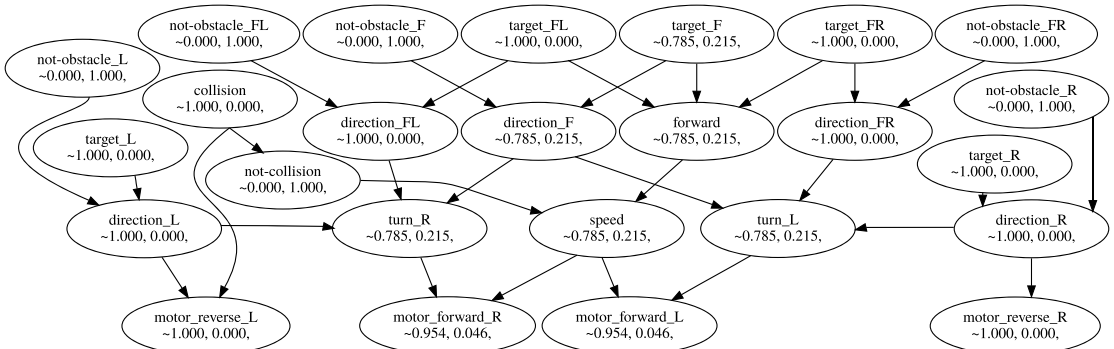 not-obstacle_FL
~0.000, 1.000,
not-obstacle_F
~0.000, 1.000,
target_FL
~1.000, 0.000,
target_F
~0.785, 0.215,
target_FR
~1.000, 0.000,
not-obstacle_FR
~0.000, 1.000,
not-obstacle_L
~0.000, 1.000,
collision
~1.000, 0.000,
not-obstacle_R
~0.000, 1.000,
direction_FL
~1.000, 0.000,
direction_F
~0.785, 0.215,
forward
~0.785, 0.215,
direction_FR
~1.000, 0.000,
target_L
~1.000, 0.000,
not-collision
~0.000, 1.000,
target_R
~1.000, 0.000,
direction_L
~1.000, 0.000,
turn_R
~0.785, 0.215,
speed
~0.785, 0.215,
turn_L
~0.785, 0.215,
direction_R
~1.000, 0.000,
motor_reverse_L
~1.000, 0.000,
motor_forward_R
~0.954, 0.046,
motor_forward_L
~0.954, 0.046,
motor_reverse_R
~1.000, 0.000,